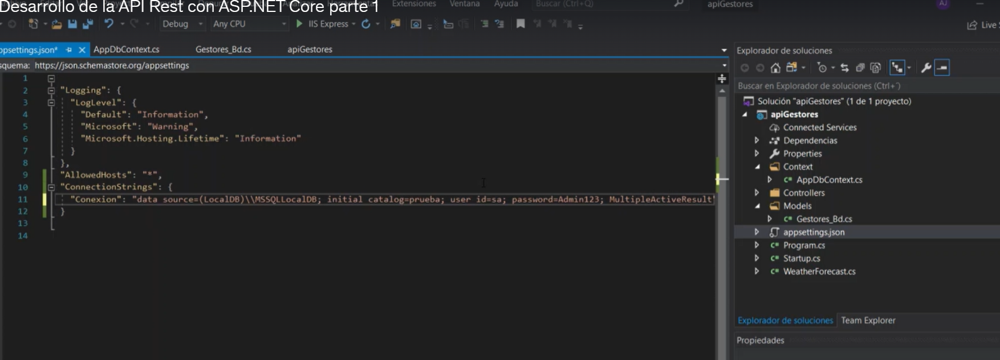 Desarrollo de la API Rest con ASP.NET Core parte 1
Extensiones Ventana Ayuda Buscar (Ctrl+Q) apiGestores AJ
Debug Any CPU IIS Express Live
appsettings.json* AppDbContext.cs Gestores_Bd.cs apiGestores
squema: https://json.schemastore.org/appsettings
1
2 "Logging": {
3 "LogLevel": {
4 "Default": "Information",
5 "Microsoft": "Warning",
6 "Microsoft.Hosting.Lifetime": "Information"
7 }
8 },
9 "AllowedHosts": "*",
10 "ConnectionStrings": {
11 "Conexion": "data source=(LocalDB)\\MSSQLLocalDB; initial catalog=prueba; user id=sa; password=Admin123; MultipleActiveResult
12 }
13
14
Explorador de soluciones
Buscar en Explorador de soluciones (Ctrl+´)
Solución "apiGestores" (1 de 1 proyecto)
apiGestores
Connected Services
Dependencias
Properties
Context
C# AppDbContext.cs
Controllers
Models
C# Gestores_Bd.cs
appsettings.json
C# Program.cs
C# Startup.cs
C# WeatherForecast.cs
Explorador de soluciones Team Explorer
Propiedades